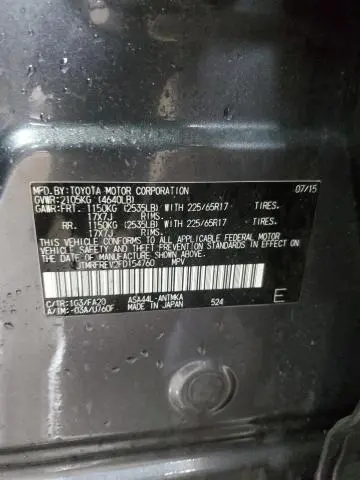 MFD.BY:TOYOTA MOTOR CORPORATION 07/15
GVWR:2105KG (4640LB)
GAWR:FRT. 1150KG (2535LB) WITH 225/65R17 TIRES.
17X7J RIMS.
RR. 1150KG (2535LB) WITH 225/65R17 TIRES.
17X7J RIMS.
THIS VEHICLE CONFORMS TO ALL APPLICABLE FEDERAL MOTOR
VEHICLE SAFETY STANDARDS IN EFFECT ON THE DATE OF
MANUFACTURE SHOWN ABOVE.
JTMRFREV2FD154760 MPV
C/TR:1G3/FA20 ASA44L-ANTMKA E
A/TM:-03A/U760F MADE IN JAPAN 524